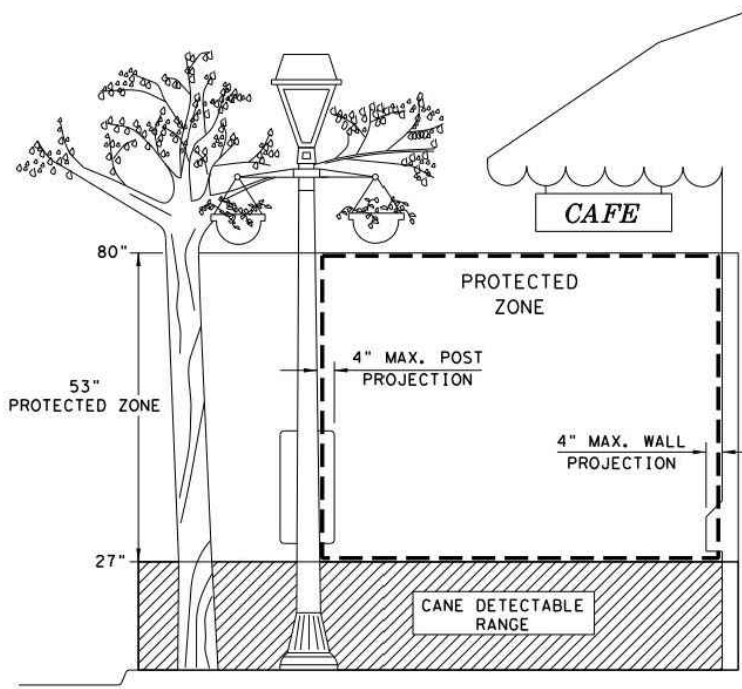 CAFE
80"
PROTECTED
ZONE
4" MAX. POST
PROJECTION
53"
PROTECTED ZONE
4" MAX. WALL
PROJECTION
27"
CANE DETECTABLE
RANGE